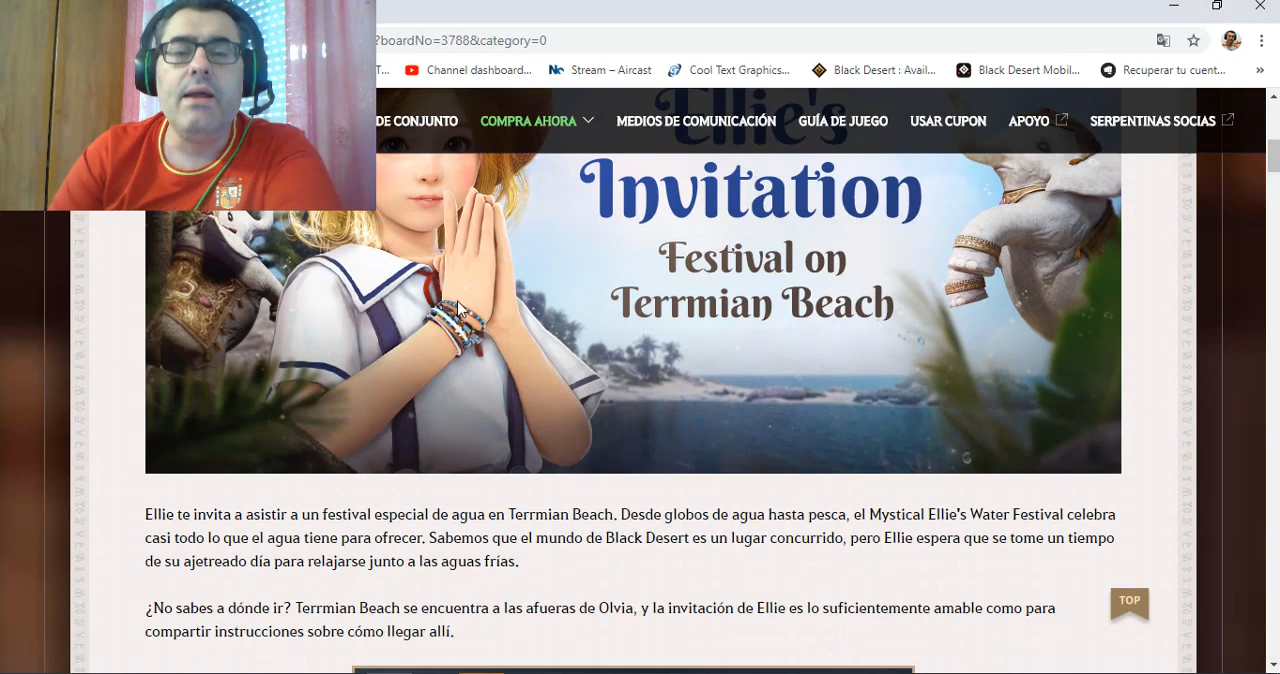 ?boardNo=3788&category=0
T... Channel dashboard... Nc Stream – Aircast Cool Text Graphics... Black Desert : Avail... Black Desert Mobil... Recuperar tu cuent... »
DE CONJUNTO COMPRA AHORA MEDIOS DE COMUNICACIÓN GUÍA DE JUEGO USAR CUPON APOYO SERPENTINAS SOCIAS
Ellie's
Invitation
Festival on
Terrmian Beach
Ellie te invita a asistir a un festival especial de agua en Terrmian Beach. Desde globos de agua hasta pesca, el Mystical Ellie's Water Festival celebra
casi todo lo que el agua tiene para ofrecer. Sabemos que el mundo de Black Desert es un lugar concurrido, pero Ellie espera que se tome un tiempo
de su ajetreado día para relajarse junto a las aguas frías.
TOP
¿No sabes a dónde ir? Terrmian Beach se encuentra a las afueras de Olvia, y la invitación de Ellie es lo suficientemente amable como para
compartir instrucciones sobre cómo llegar allí.